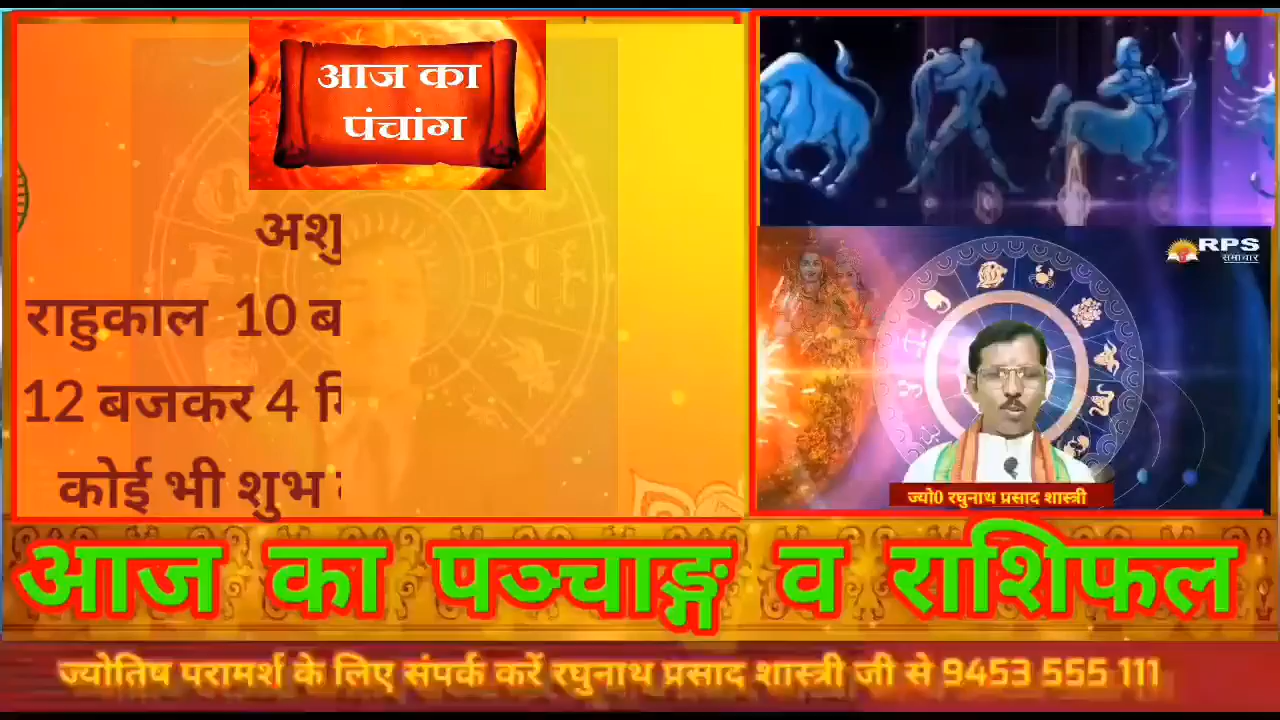 आज का
पंचांग
अशु
राहुकाल 10 ब
12 बजकर 4
कोई भी शुभ
RPS
समाचार
ज्यो0 रघुनाथ प्रसाद शास्त्री
आज का पञ्चाङ्ग व राशिफल
ज्योतिष परामर्श के लिए संपर्क करें रघुनाथ प्रसाद शास्त्री जी से 9453 555 111